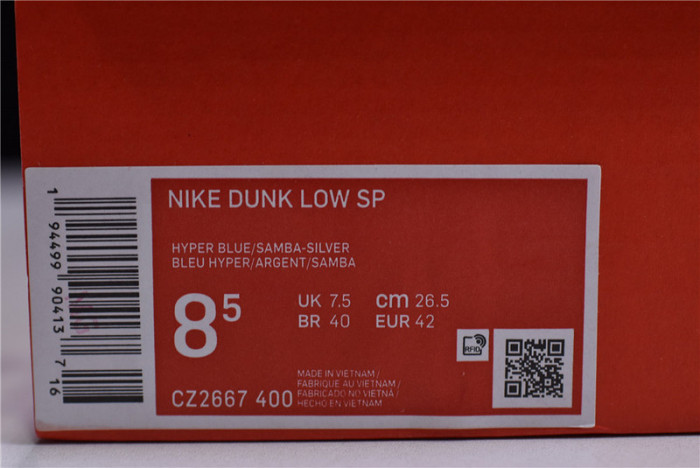 NIKE DUNK LOW SP
HYPER BLUE/SAMBA-SILVER
BLEU HYPER/ARGENT/SAMBA
8⁵
UK 7.5 cm 26.5
BR 40 EUR 42
RFID
MADE IN VIETNAM/
FABRIQUE AU VIETNAM/
FABRICADO NO VIETNÃ/
HECHO EN VIETNAM
CZ2667 400
1 94499 90413 7 16